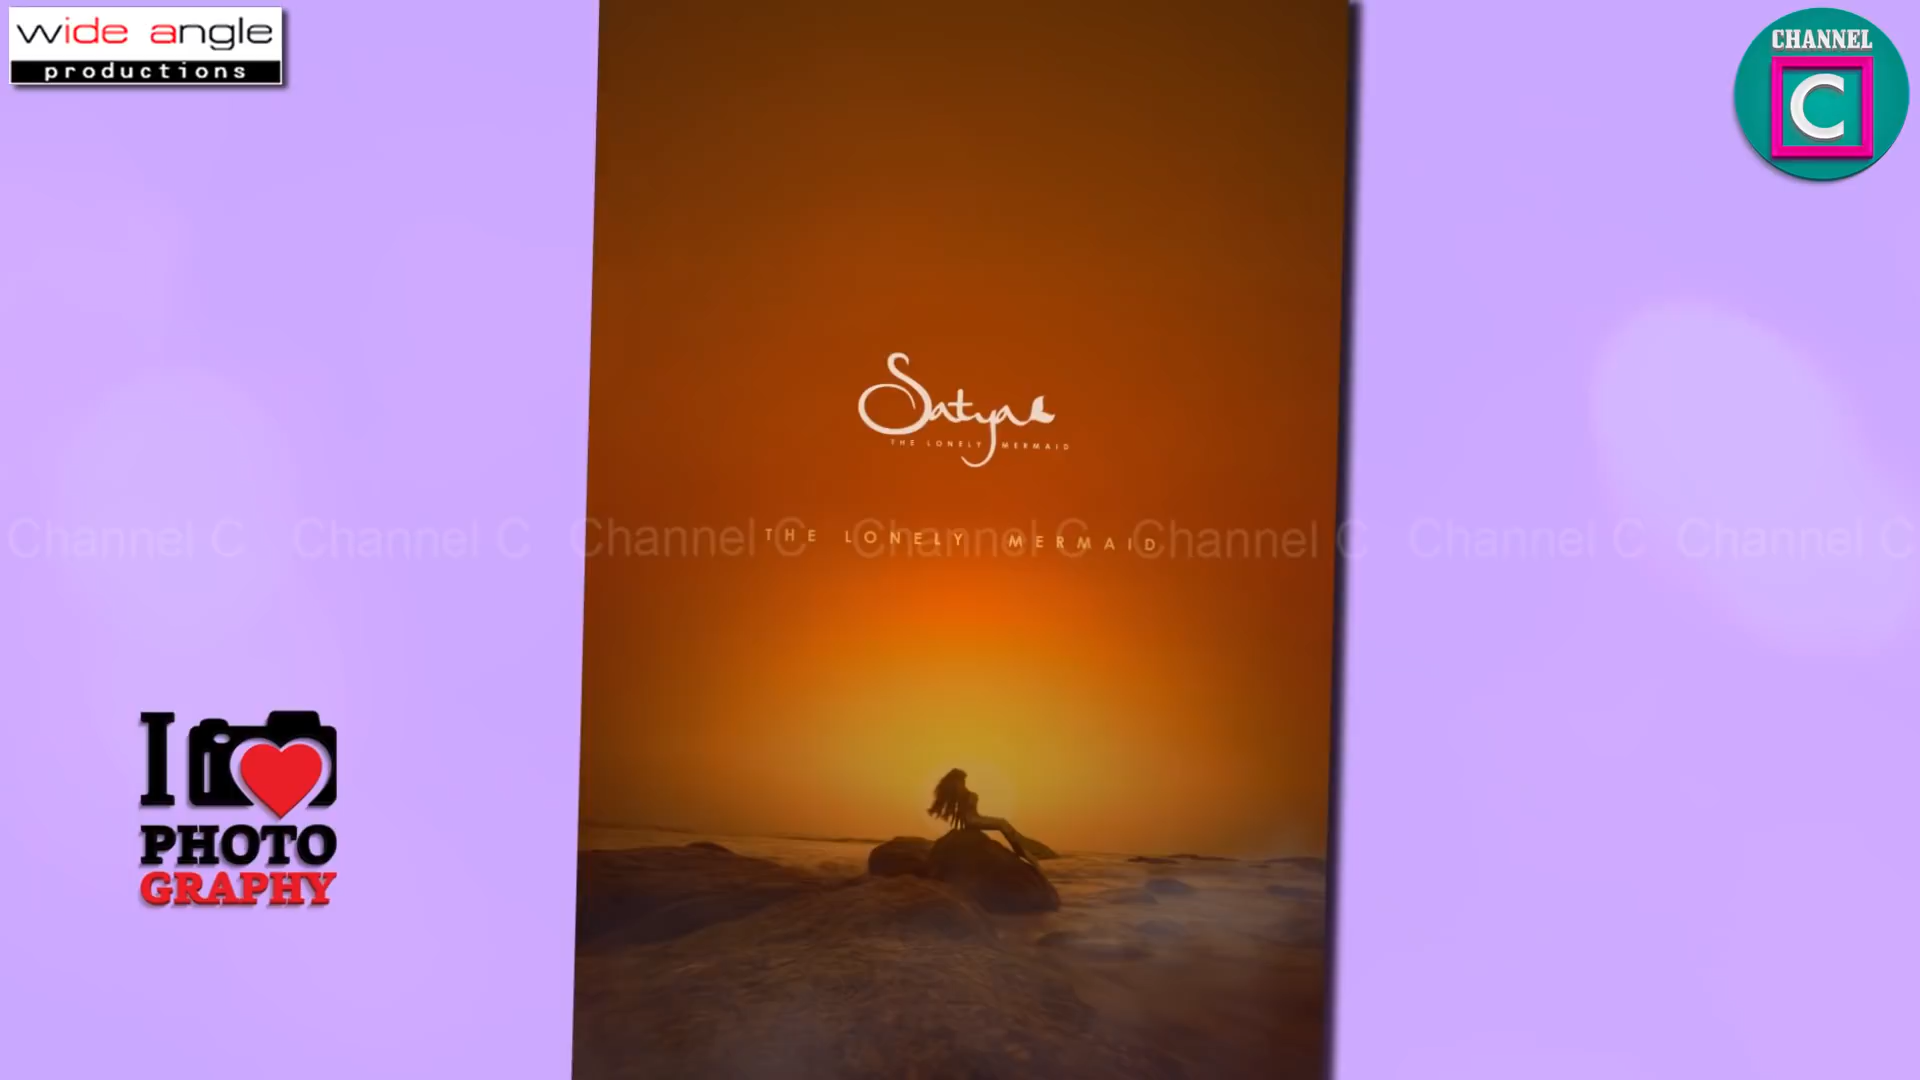 wide angle
productions
CHANNEL
C
Satya
THE LONELY MERMAID
THE LONELY MERMAID
Channel C Channel C Channel C Channel C Channel C Channel C Channel C
I
PHOTO
GRAPHY